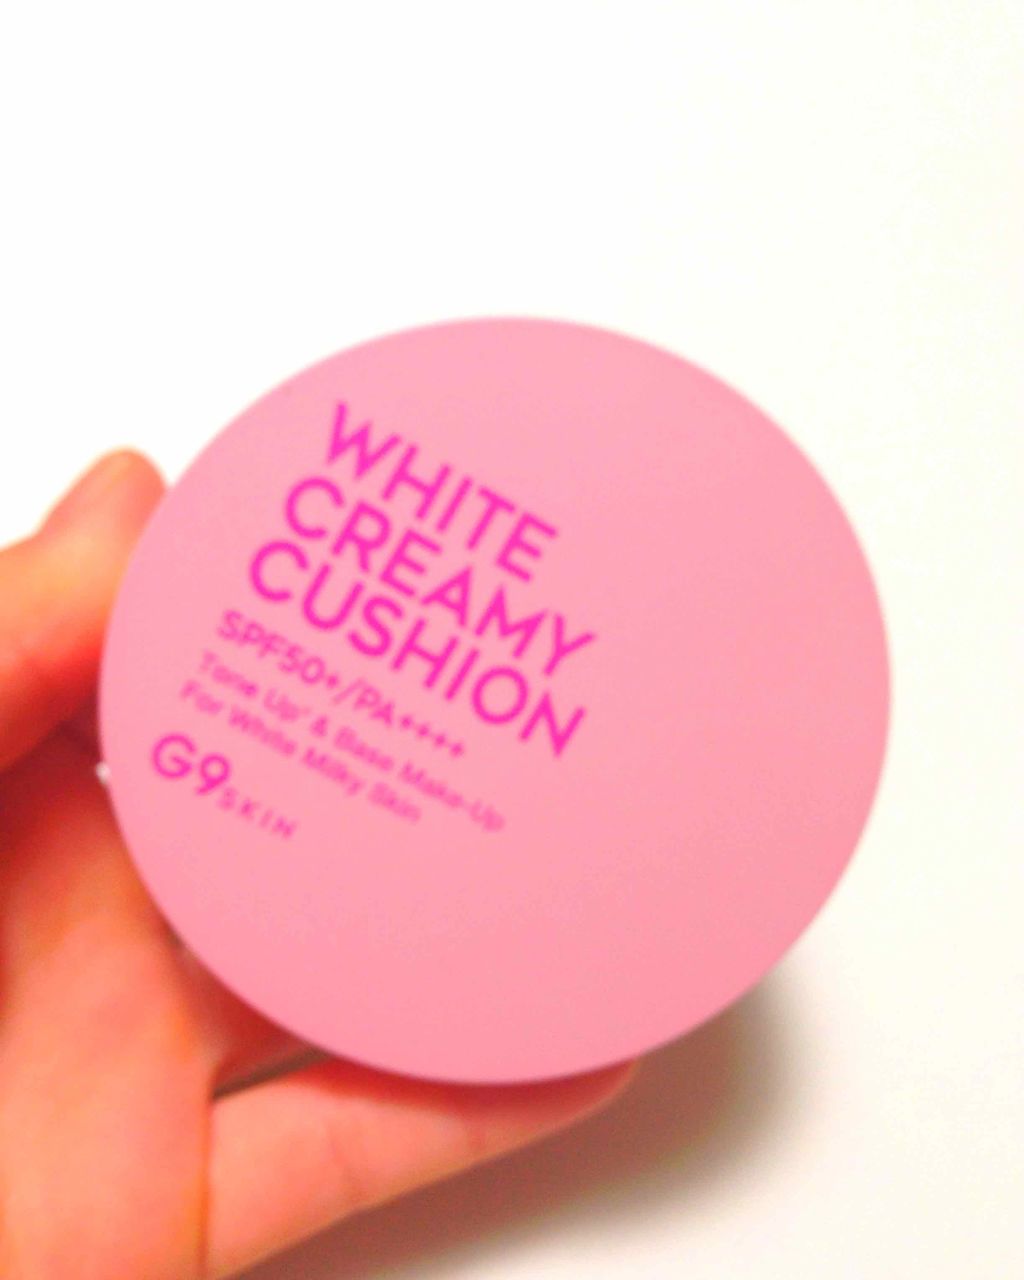 WHITE
CREAMY
CUSHION
SPF50+/PA++++
Tone Up' & Base Make-Up
For White Milky Skin
G9SKIN